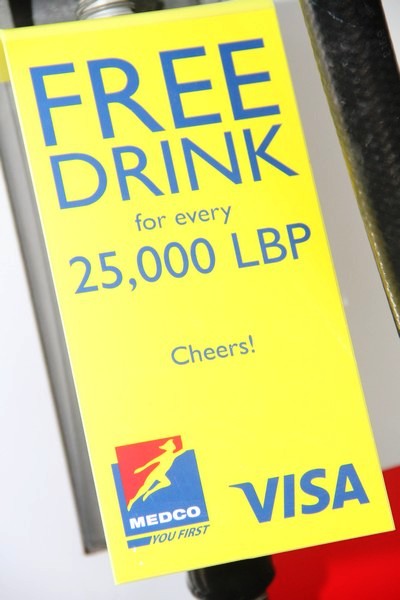 FREE
DRINK
for every
25,000 LBP
Cheers!
MEDCO
YOU FIRST
VISA